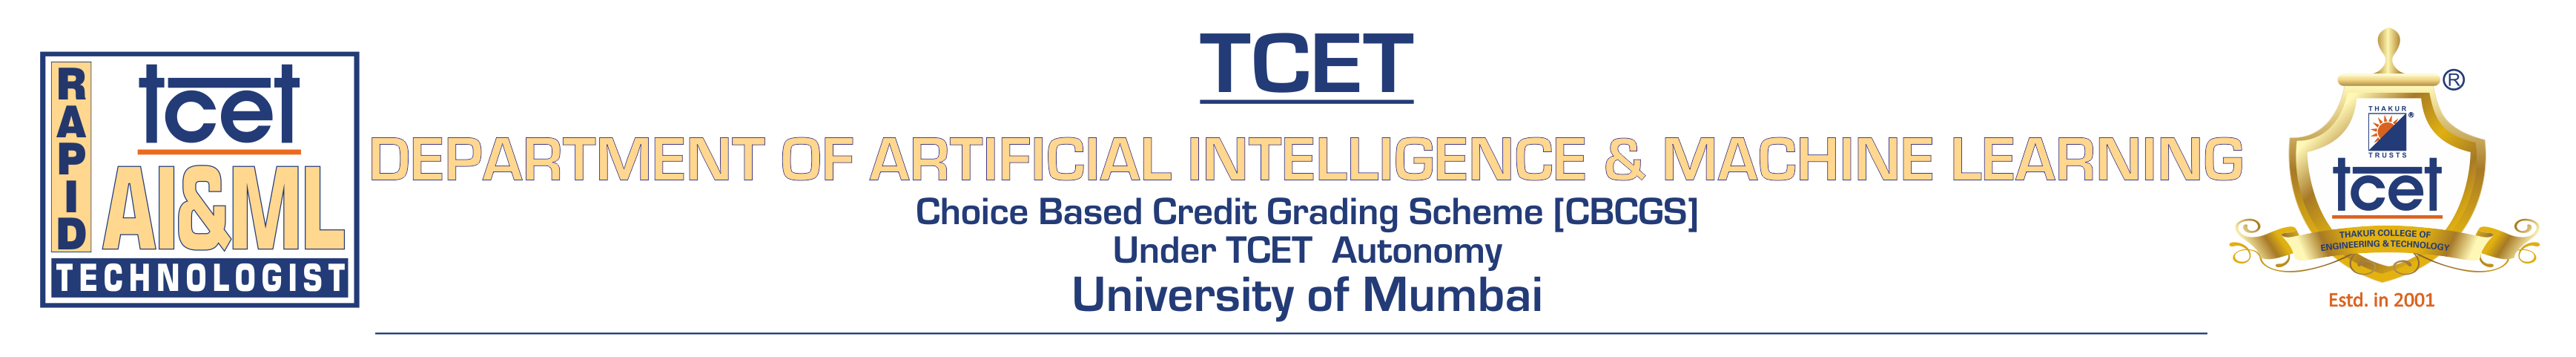 RAPID
tcet
AI&ML
TECHNOLOGIST
TCET
DEPARTMENT OF ARTIFICIAL INTELLIGENCE & MACHINE LEARNING
Choice Based Credit Grading Scheme [CBCGS]
Under TCET Autonomy
University of Mumbai
®
THAKUR
®
TRUSTS
tcet
THAKUR COLLEGE OF
ENGINEERING & TECHNOLOGY
Estd. in 2001